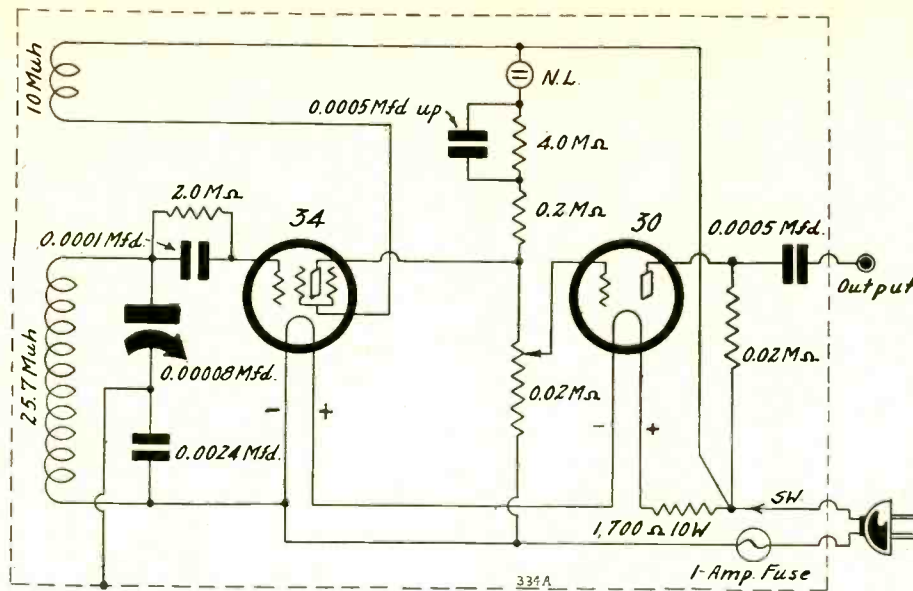 10 Muh
N.L.
0.0005 Mfd up
4.0 MΩ
2.0 MΩ
34
0.2 MΩ
30
0.0001 Mfd.
0.0005 Mfd.
Output
25.7 Muh
0.00008 Mfd.
0.02 MΩ
0.02 MΩ
- +
- +
0.0024 Mfd.
SW.
1,700 Ω 10W
1-Amp. Fuse
334A